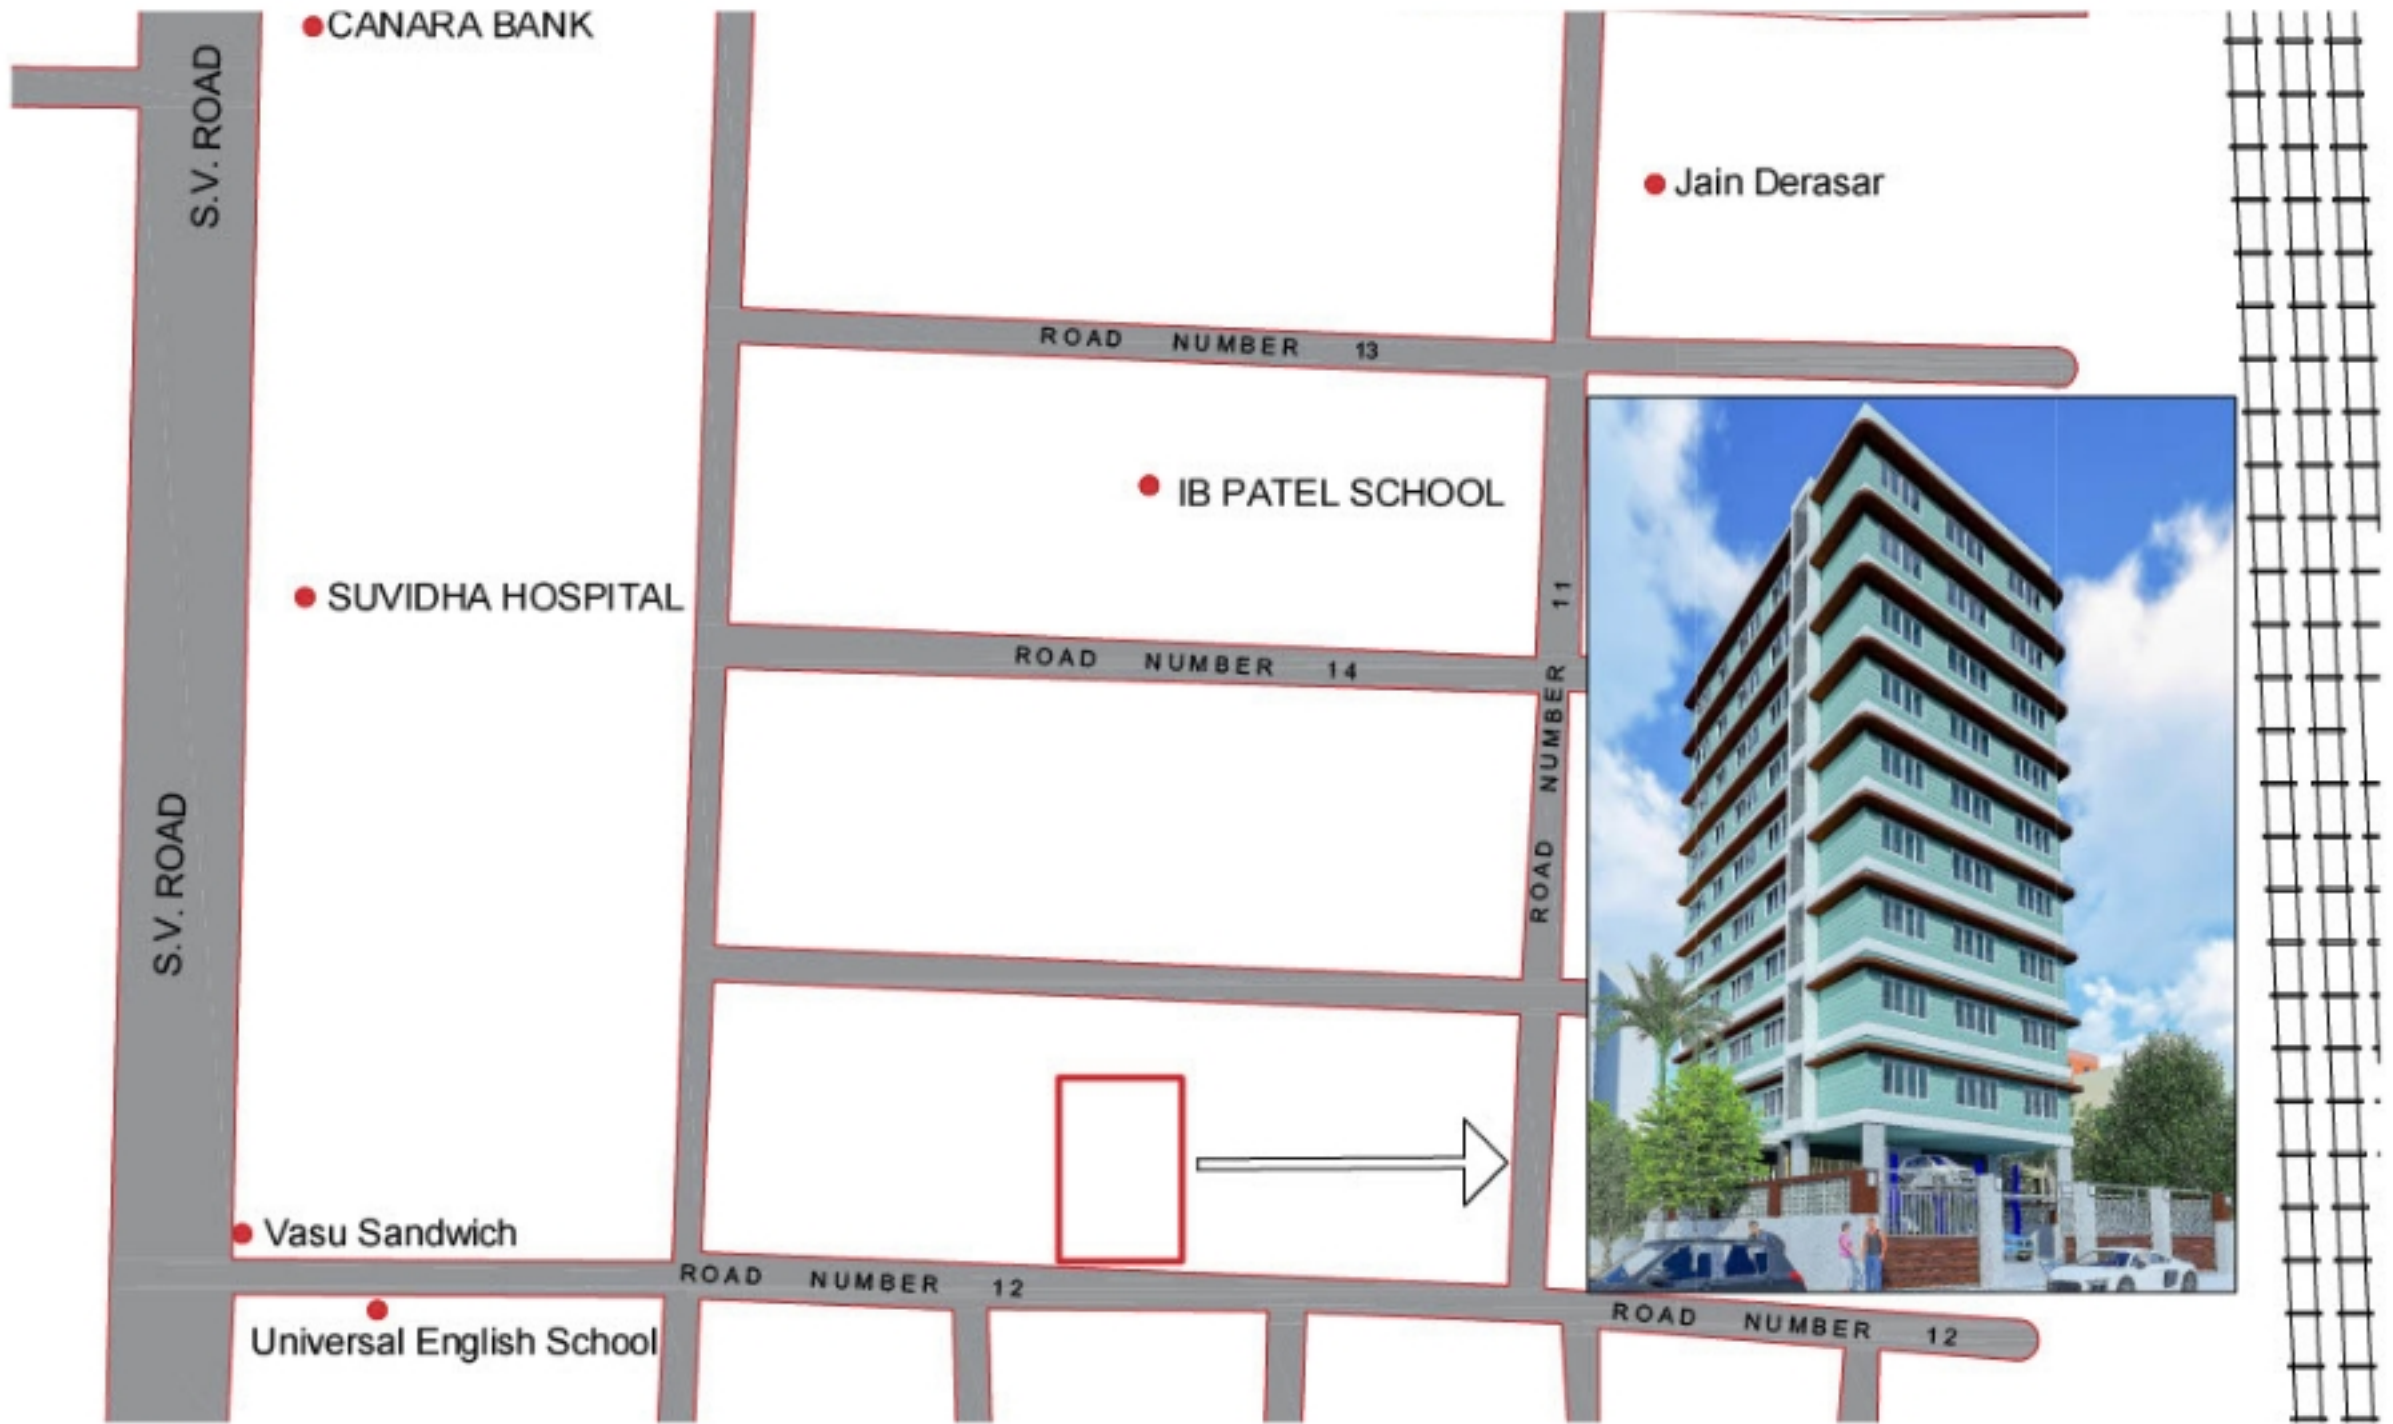 CANARA BANK
S.V. ROAD
Jain Derasar
ROAD NUMBER 13
IB PATEL SCHOOL
SUVIDHA HOSPITAL
ROAD NUMBER 14
ROAD NUMBER 11
S.V. ROAD
Vasu Sandwich
ROAD NUMBER 12
Universal English School
ROAD NUMBER 12